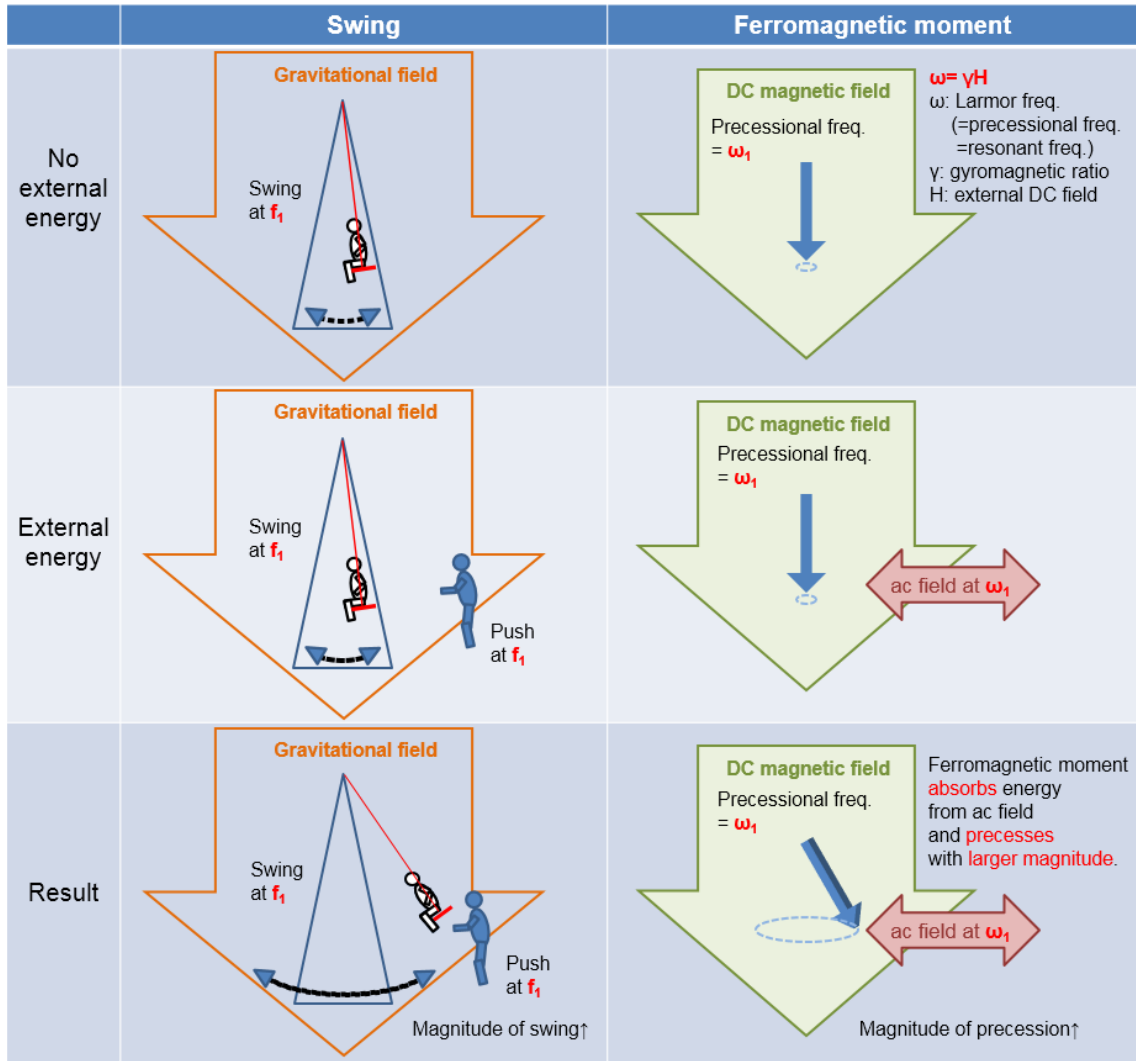 Swing
Ferromagnetic moment
No
external
energy
Gravitational field
Swing
at f₁
DC magnetic field
Precessional freq.
= ω₁
ω= γH
ω: Larmor freq.
(=precessional freq.
=resonant freq.)
γ: gyromagnetic ratio
H: external DC field
External
energy
Gravitational field
Swing
at f₁
Push
at f₁
DC magnetic field
Precessional freq.
= ω₁
ac field at ω₁
Result
Gravitational field
Swing
at f₁
Push
at f₁
Magnitude of swing↑
DC magnetic field
Precessional freq.
= ω₁
Ferromagnetic moment
absorbs energy
from ac field
and precesses
with larger magnitude.
ac field at ω₁
Magnitude of precession↑